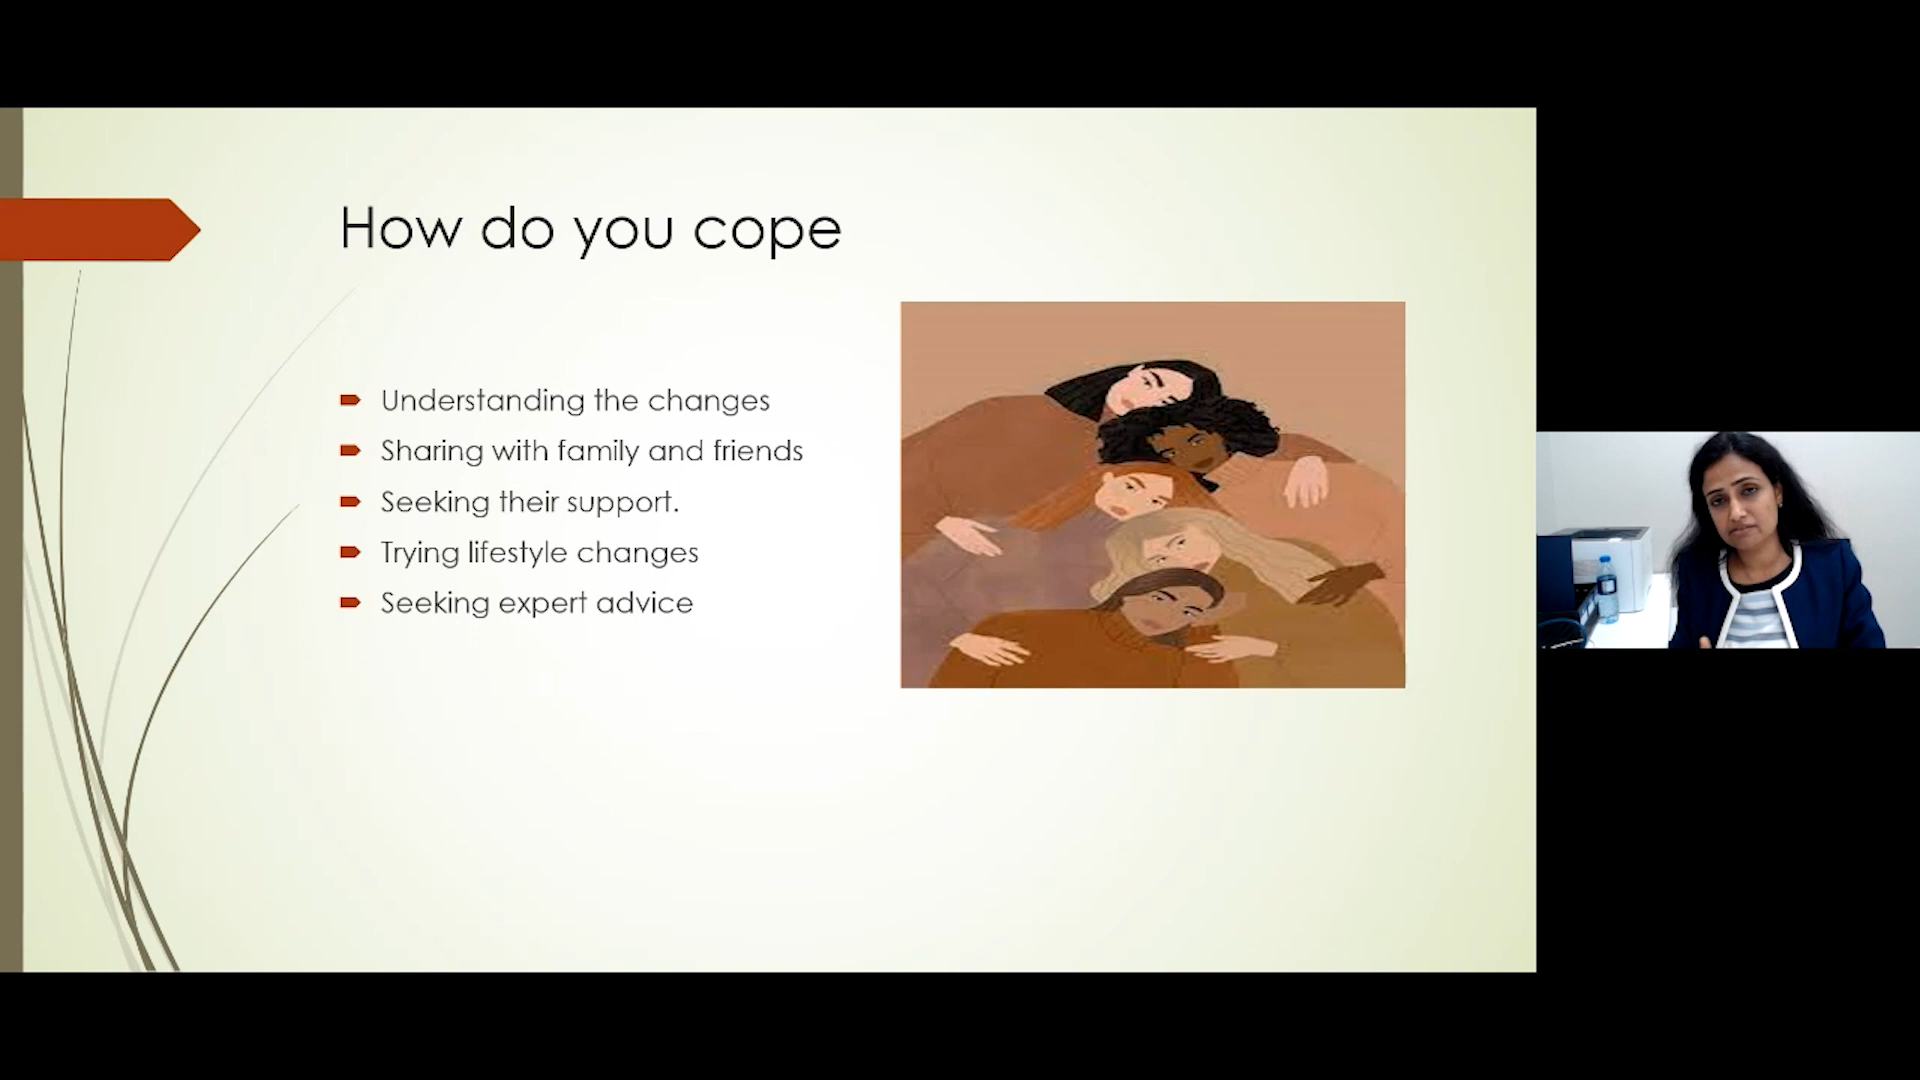 How do you cope
Understanding the changes
Sharing with family and friends
Seeking their support.
Trying lifestyle changes
Seeking expert advice